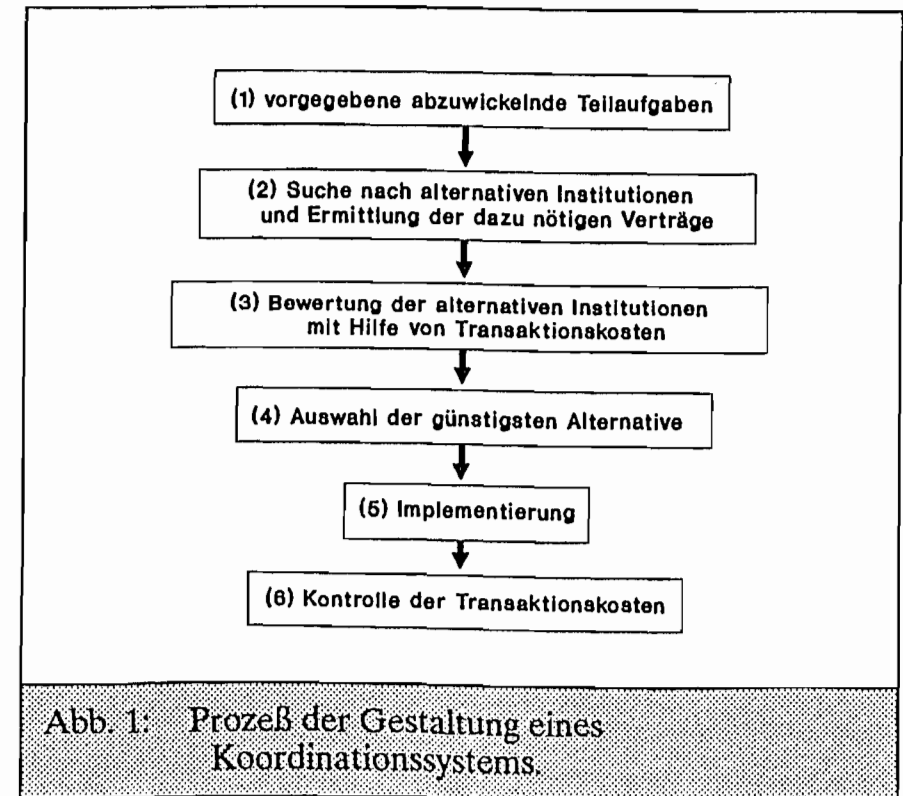 (1) vorgegebene abzuwickelnde Teilaufgaben
(2) Suche nach alternativen Institutionen
und Ermittlung der dazu nötigen Verträge
(3) Bewertung der alternativen Institutionen
mit Hilfe von Transaktionskosten
(4) Auswahl der günstigsten Alternative
(5) Implementierung
(6) Kontrolle der Transaktionskosten
Abb. 1: Prozeß der Gestaltung eines
Koordinationssystems.